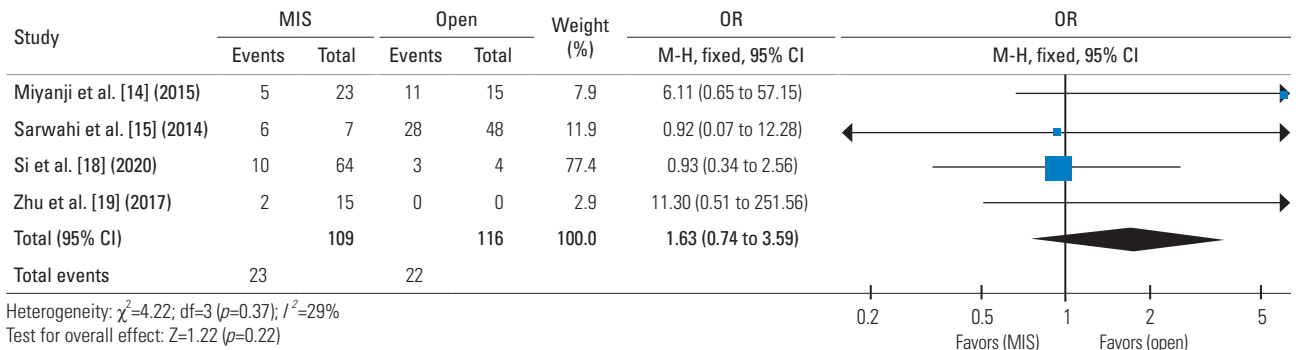 Study MIS Open Weight (%) OR OR
Events Total Events Total M-H, fixed, 95% CI M-H, fixed, 95% CI
Miyanji et al. [14] (2015) 5 23 11 15 7.9 6.11 (0.65 to 57.15)
Sarwahi et al. [15] (2014) 6 7 28 48 11.9 0.92 (0.07 to 12.28)
Si et al. [18] (2020) 10 64 3 4 77.4 0.93 (0.34 to 2.56)
Zhu et al. [19] (2017) 2 15 0 0 2.9 11.30 (0.51 to 251.56)
Total (95% CI) 109 116 100.0 1.63 (0.74 to 3.59)
Total events 23 22
Heterogeneity: χ²=4.22; df=3 (p=0.37); I²=29%
Test for overall effect: Z=1.22 (p=0.22)
0.2 0.5 1 2 5
Favors (MIS) Favors (open)